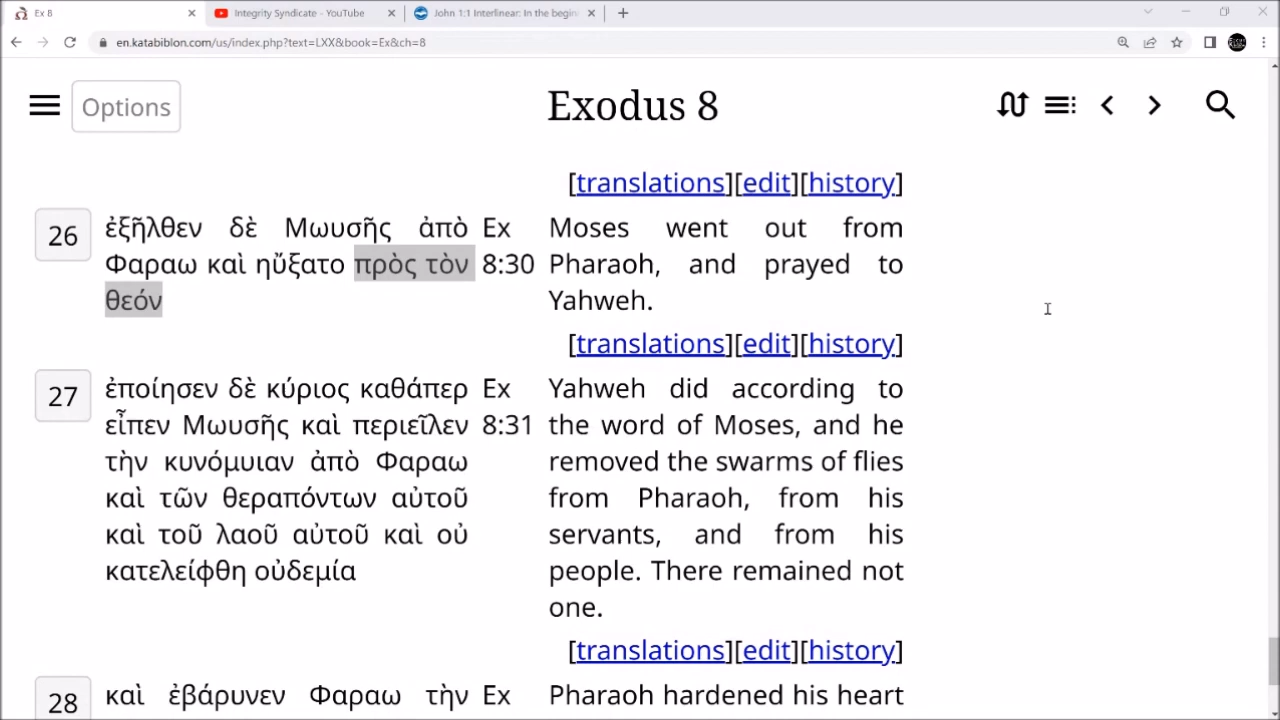 Ex 8
Integrity Syndicate - YouTube
John 1:1 Interlinear: In the begin
en.katabiblon.com/us/index.php?text=LXX&book=Ex&ch=8
Options
Exodus 8
[translations][edit][history]
26
ἐξῆλθεν δὲ Μωυσῆς ἀπὸ
Φαραω καὶ ηὔξατο πρὸς τὸν
θεόν
Ex
8:30
Moses went out from
Pharaoh, and prayed to
Yahweh.
[translations][edit][history]
27
ἐποίησεν δὲ κύριος καθάπερ
εἶπεν Μωυσῆς καὶ περιεῖλεν
τὴν κυνόμυιαν ἀπὸ Φαραω
καὶ τῶν θεραπόντων αὐτοῦ
καὶ τοῦ λαοῦ αὐτοῦ καὶ οὐ
κατελείφθη οὐδεμία
Ex
8:31
Yahweh did according to
the word of Moses, and he
removed the swarms of flies
from Pharaoh, from his
servants, and from his
people. There remained not
one.
[translations][edit][history]
28
καὶ ἐβάρυνεν Φαραω τὴν
Ex
Pharaoh hardened his heart